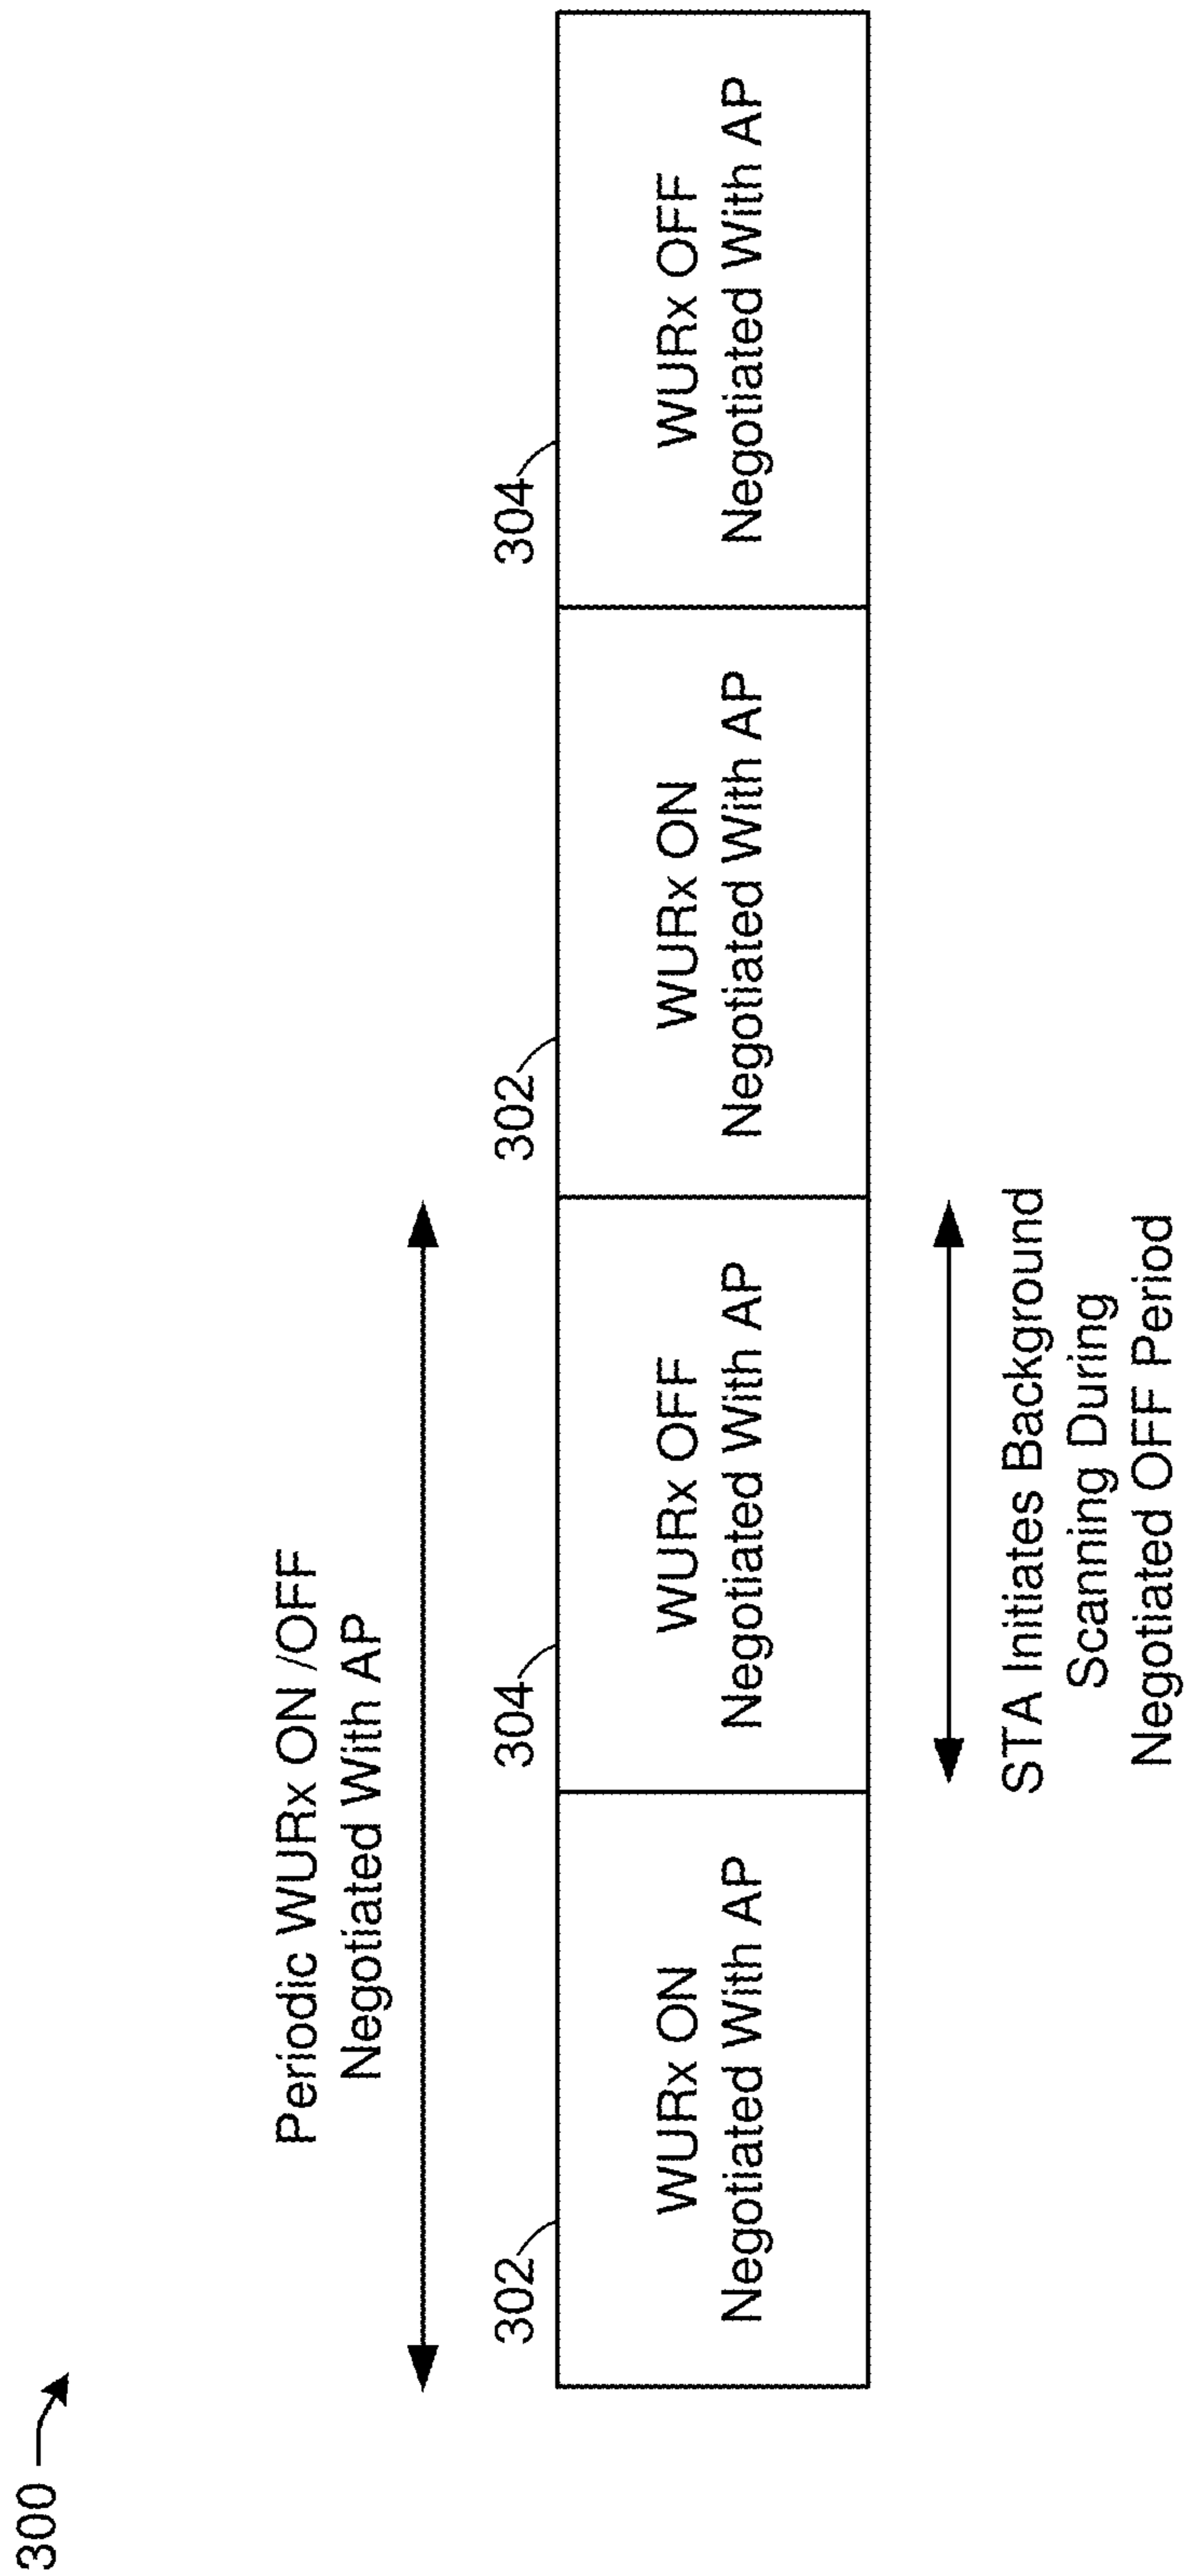 300
Periodic WURx ON /OFF
Negotiated With AP
302
304
302
304
WURx ON
Negotiated With AP
WURx OFF
Negotiated With AP
WURx ON
Negotiated With AP
WURx OFF
Negotiated With AP
STA Initiates Background
Scanning During
Negotiated OFF Period